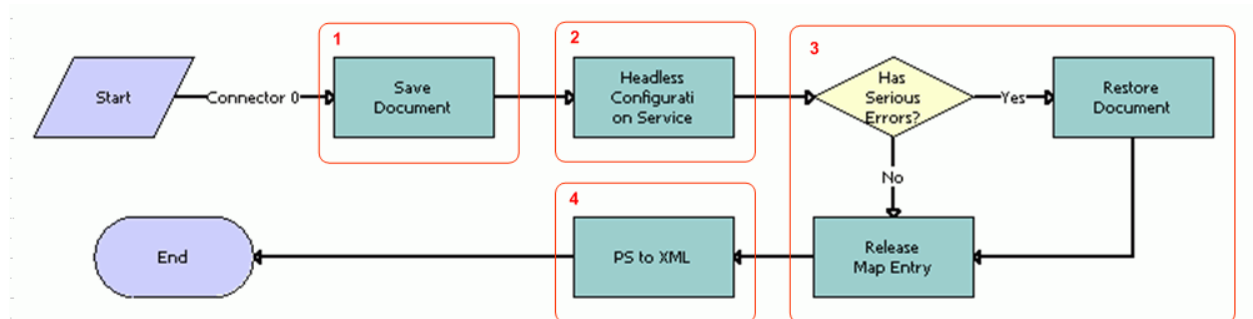 1
2
3
Start
Connector 0
Save
Document
Headless
Configurati
on Service
Has
Serious
Errors?
Yes
Restore
Document
No
4
End
PS to XML
Release
Map Entry